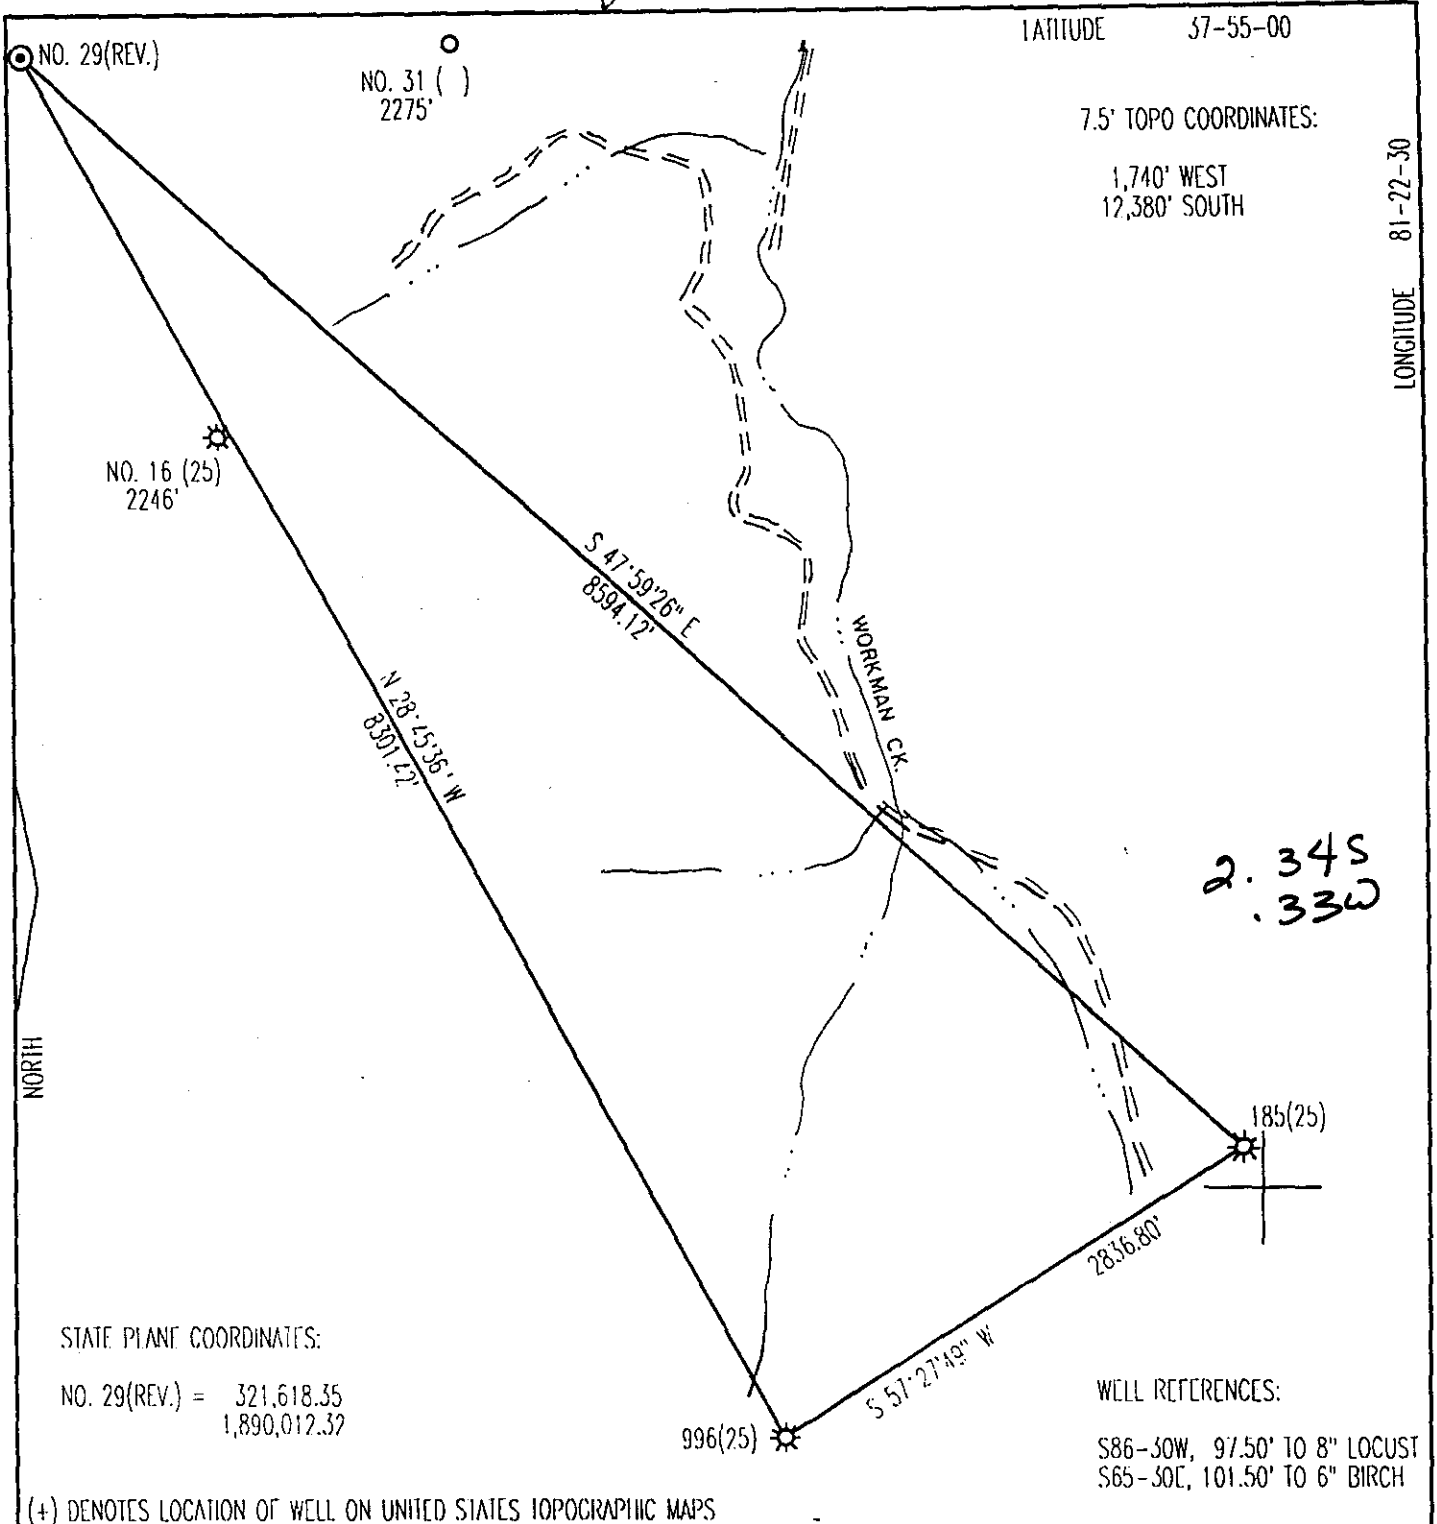 LATITUDE 37-55-00
NO. 29(REV.)
NO. 31 ( )
2275'
7.5' TOPO COORDINATES:
1,740' WEST
12,380' SOUTH
LONGITUDE 81-22-30
NO. 16 (25)
2246'
S 47°59'26" E
8594.12'
WORKMAN CK.
N 28°45'36" W
8301.42'
2.34S
.33W
NORTH
185(25)
2836.80'
S 57°27'49" W
STATE PLANE COORDINATES:
NO. 29(REV.) = 321,618.35
1,890,012.32
996(25)
WELL REFERENCES:
S86-30W, 97.50' TO 8" LOCUST
S65-30E, 101.50' TO 6" BIRCH
(+) DENOTES LOCATION OF WELL ON UNITED STATES TOPOGRAPHIC MAPS